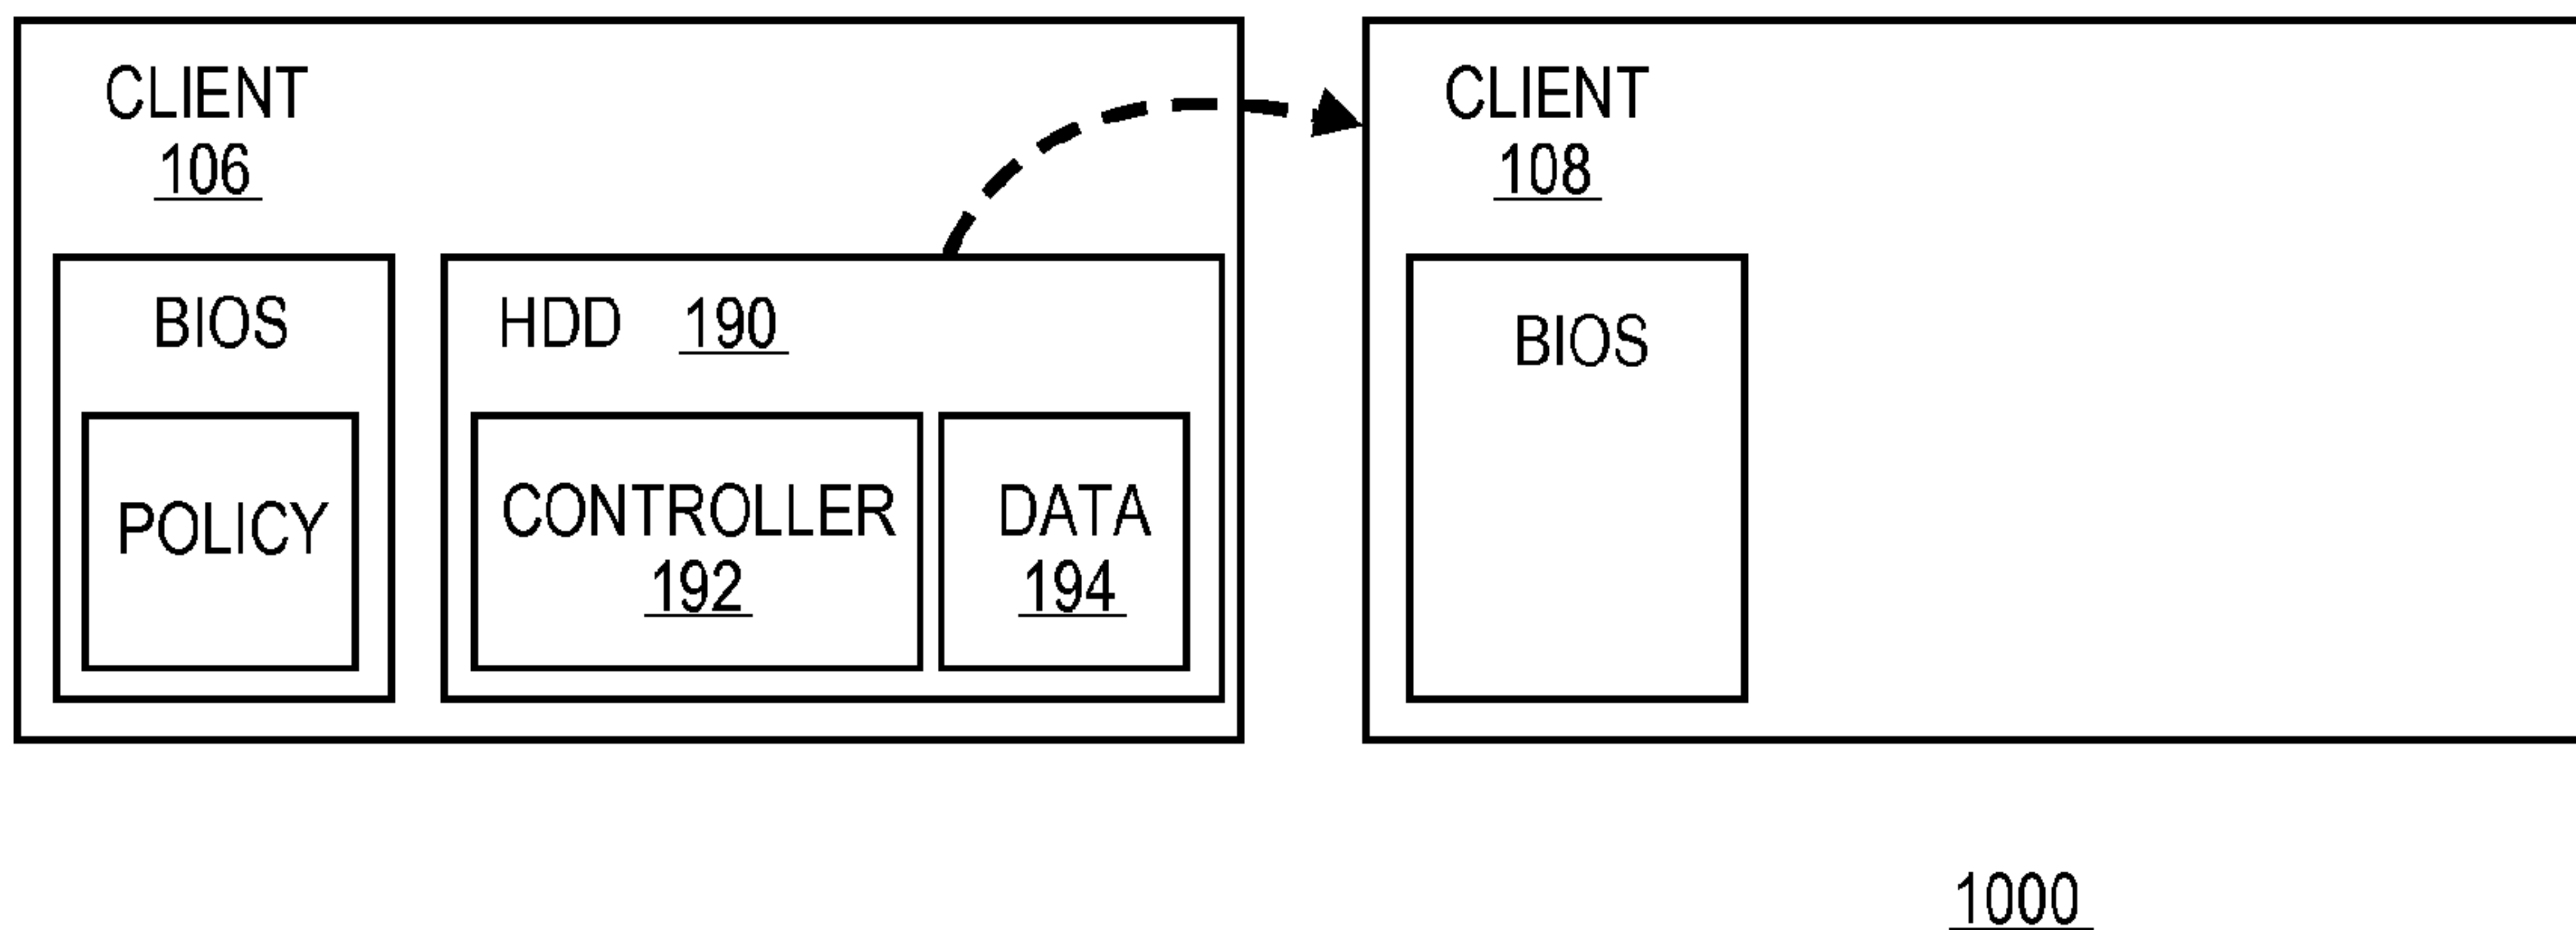 CLIENT
106
BIOS
POLICY
HDD 190
CONTROLLER
192
DATA
194
CLIENT
108
BIOS
1000